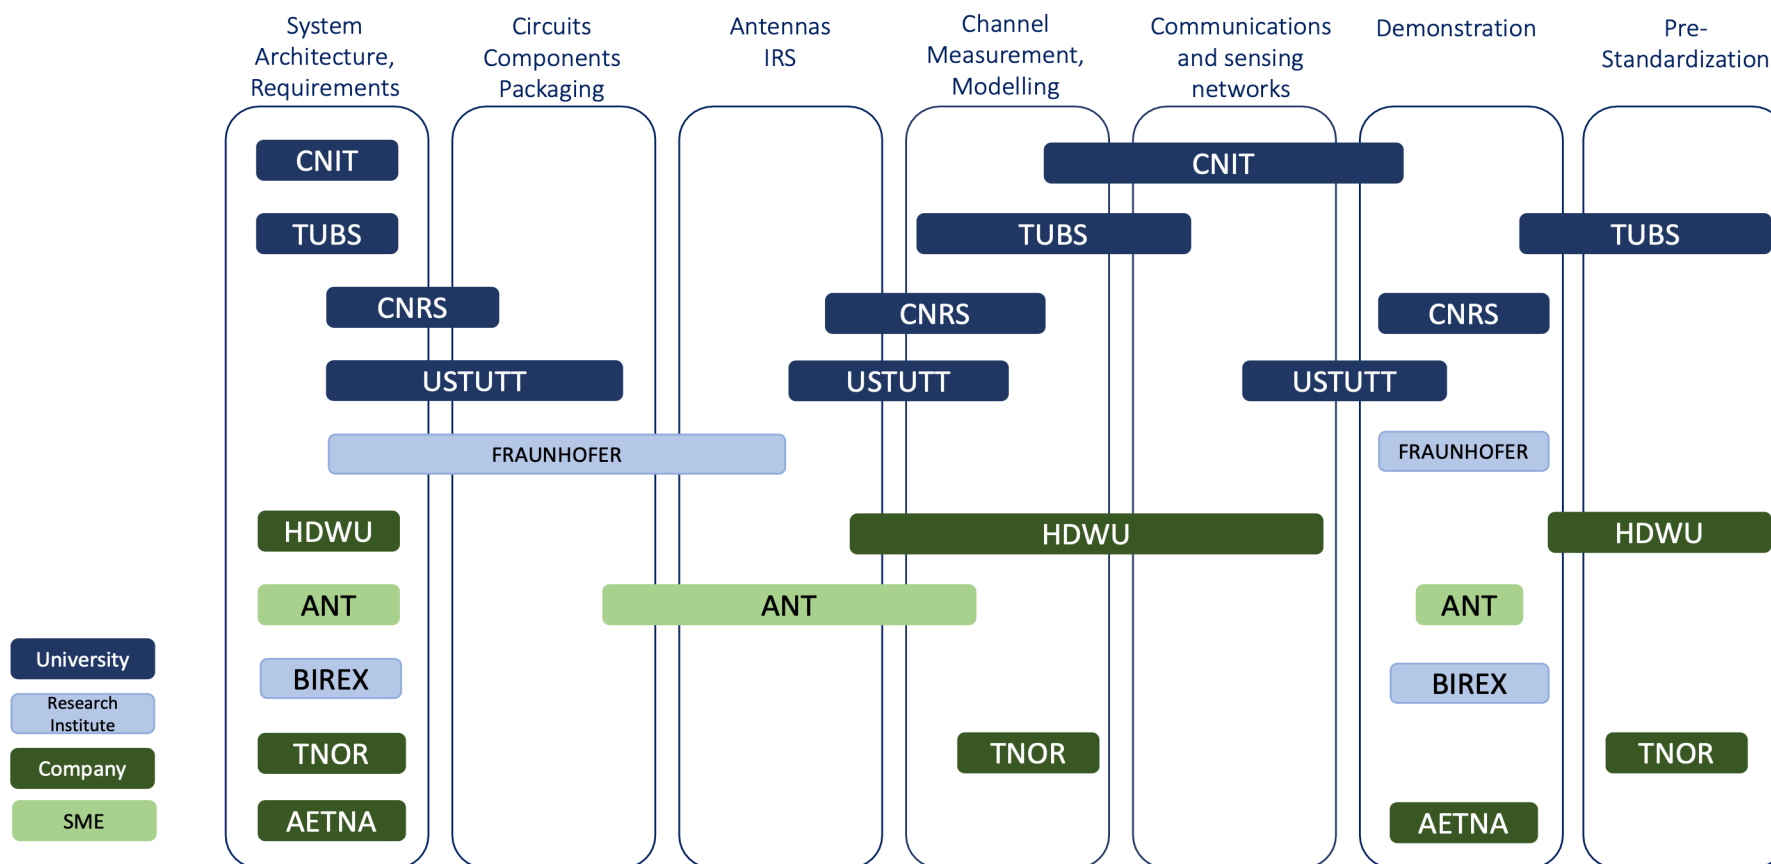 System
Architecture,
Requirements
Circuits
Components
Packaging
Antennas
IRS
Channel
Measurement,
Modelling
Communications
and sensing
networks
Demonstration
Pre-
Standardization
CNIT
CNIT
TUBS
TUBS
TUBS
CNRS
CNRS
CNRS
USTUTT
USTUTT
USTUTT
FRAUNHOFER
FRAUNHOFER
HDWU
HDWU
HDWU
ANT
ANT
ANT
BIREX
BIREX
TNOR
TNOR
TNOR
AETNA
AETNA
University
Research
Institute
Company
SME